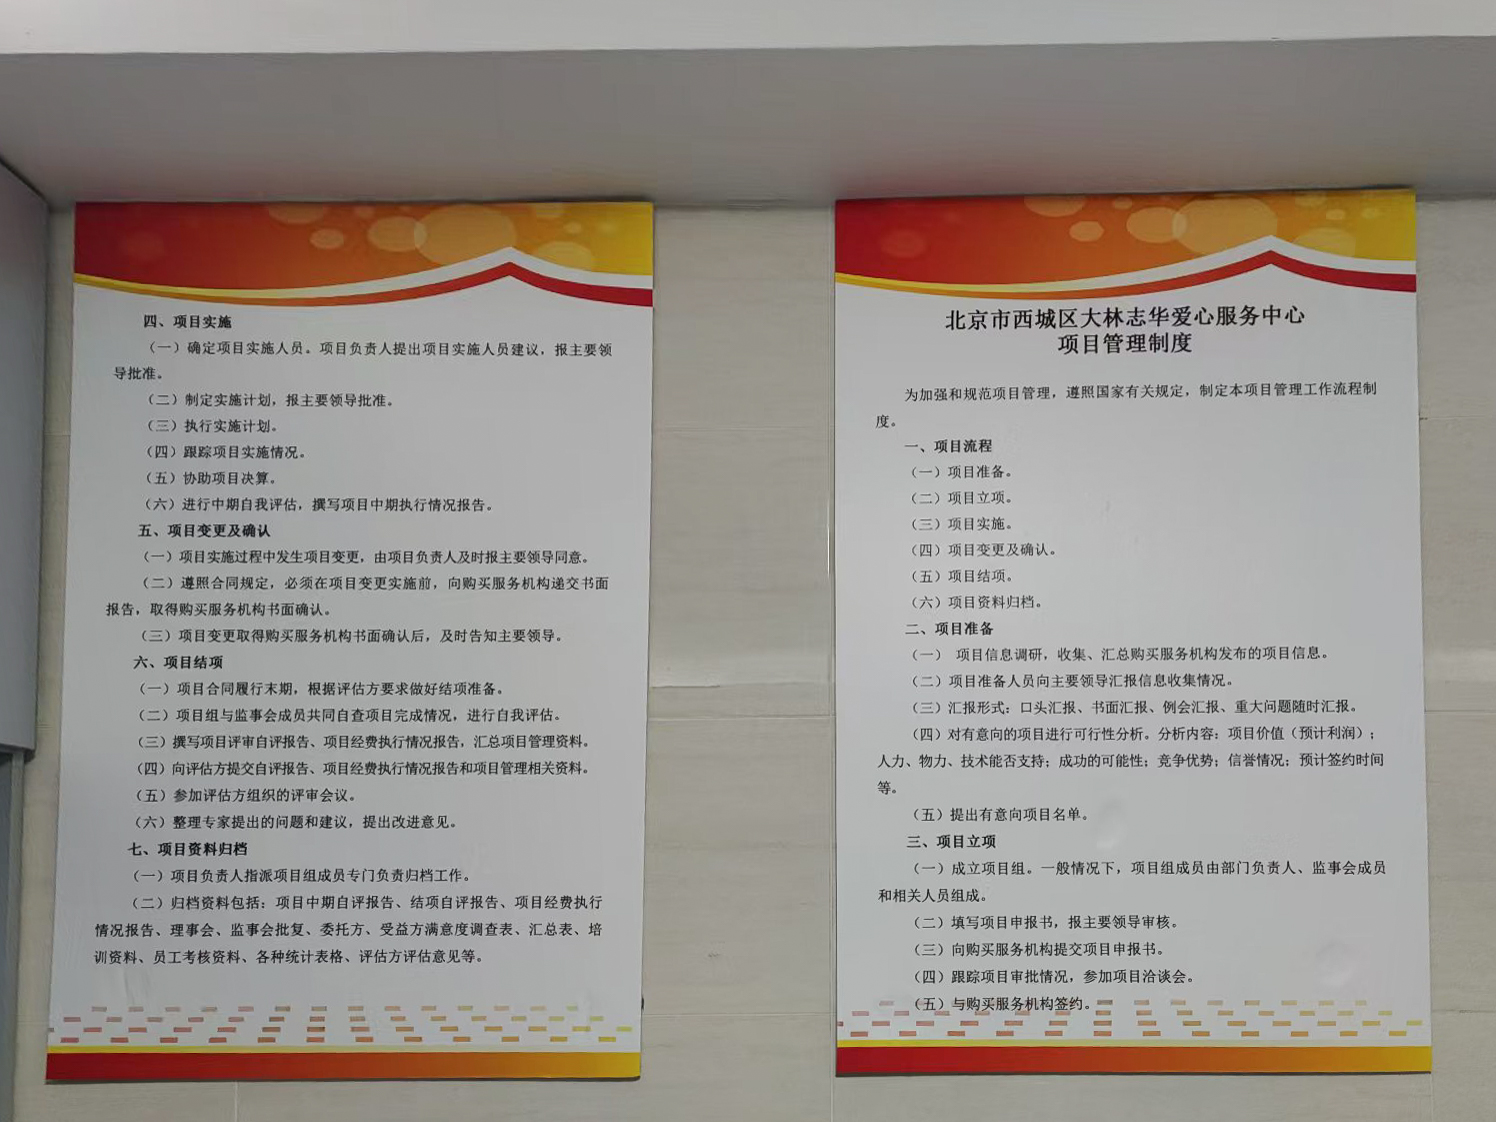 北京市西城区大林志华爱心服务中心
项目管理制度
为加强和规范项目管理，遵照国家有关规定，制定本项目管理工作流程制
度。
一、项目流程
（一）项目准备。
（二）项目立项。
（三）项目实施。
（四）项目变更及确认。
（五）项目结项。
（六）项目资料归档。
二、项目准备
（一） 项目信息调研，收集、汇总购买服务机构发布的项目信息。
（二）项目准备人员向主要领导汇报信息收集情况。
（三）汇报形式：口头汇报、书面汇报、例会汇报、重大问题随时汇报。
（四）对有意向的项目进行可行性分析。分析内容：项目价值（预计利润）；
人力、物力、技术能否支持；成功的可能性；竞争优势；信誉情况；预计签约时间
等。
（五）提出有意向项目名单。
三、项目立项
（一）成立项目组。一般情况下，项目组成员由部门负责人、监事会成员
和相关人员组成。
（二）填写项目申报书，报主要领导审核。
（三）向购买服务机构提交项目申报书。
（四）跟踪项目审批情况，参加项目洽谈会。
（五）与购买服务机构签约。
四、项目实施
（一）确定项目实施人员。项目负责人提出项目实施人员建议，报主要领
导批准。
（二）制定实施计划，报主要领导批准。
（三）执行实施计划。
（四）跟踪项目实施情况。
（五）协助项目决算。
（六）进行中期自我评估，撰写项目中期执行情况报告。
五、项目变更及确认
（一）项目实施过程中发生项目变更，由项目负责人及时报主要领导同意。
（二）遵照合同规定，必须在项目变更实施前，向购买服务机构递交书面
报告，取得购买服务机构书面确认。
（三）项目变更取得购买服务机构书面确认后，及时告知主要领导。
六、项目结项
（一）项目合同履行末期，根据评估方要求做好结项准备。
（二）项目组与监事会成员共同自查项目完成情况，进行自我评估。
（三）撰写项目评审自评报告、项目经费执行情况报告，汇总项目管理资料。
（四）向评估方提交自评报告、项目经费执行情况报告和项目管理相关资料。
（五）参加评估方组织的评审会议。
（六）整理专家提出的问题和建议，提出改进意见。
七、项目资料归档
（一）项目负责人指派项目组成员专门负责归档工作。
（二）归档资料包括：项目中期自评报告、结项自评报告、项目经费执行
情况报告、理事会、监事会批复、委托方、受益方满意度调查表、汇总表、培
训资料、员工考核资料、各种统计表格、评估方评估意见等。